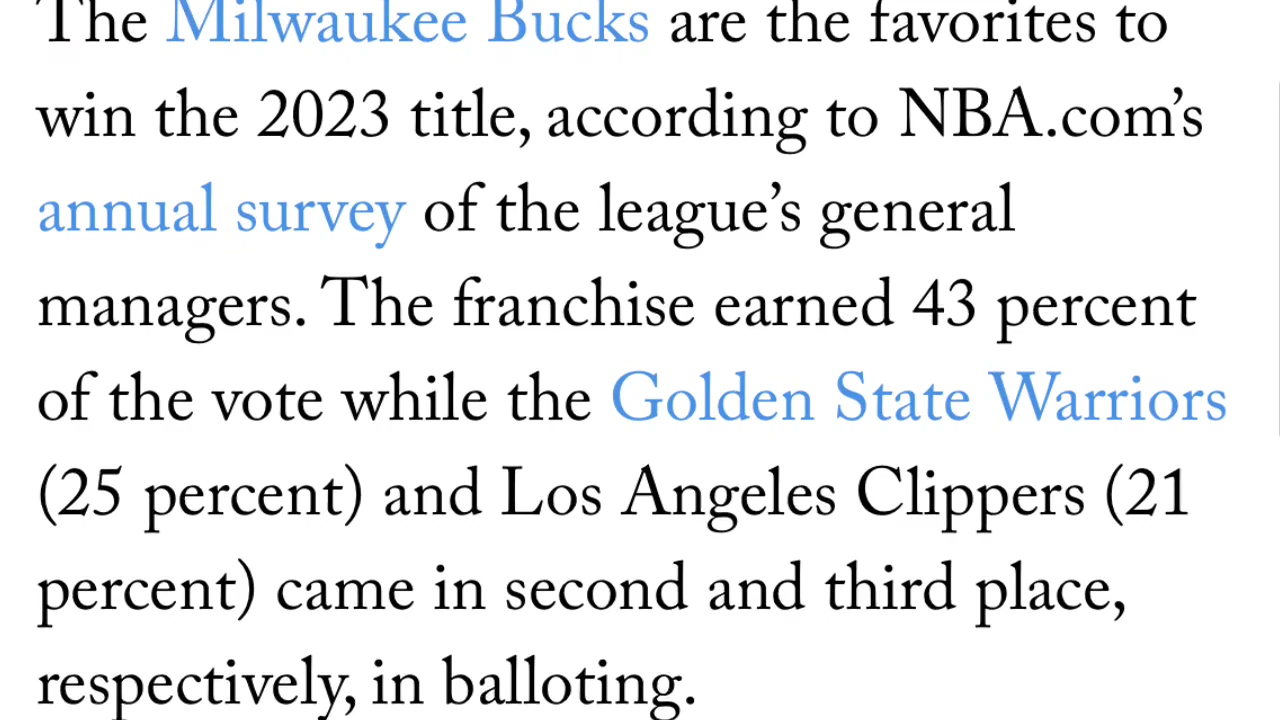 The Milwaukee Bucks are the favorites to
win the 2023 title, according to NBA.com’s
annual survey of the league’s general
managers. The franchise earned 43 percent
of the vote while the Golden State Warriors
(25 percent) and Los Angeles Clippers (21
percent) came in second and third place,
respectively, in balloting.